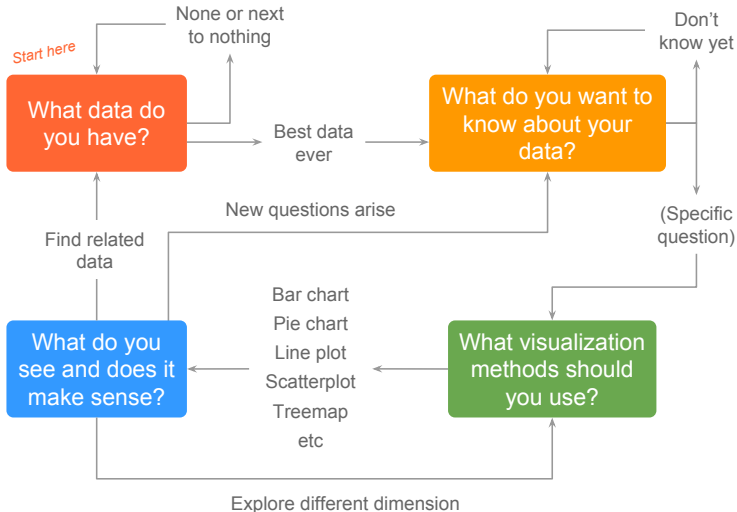 Start here
None or next
to nothing
Don't
know yet
What data do
you have?
Best data
ever
What do you want to
know about your
data?
New questions arise
(Specific
question)
Find related
data
What do you
see and does it
make sense?
Bar chart
Pie chart
Line plot
Scatterplot
Treemap
etc
What visualization
methods should
you use?
Explore different dimension